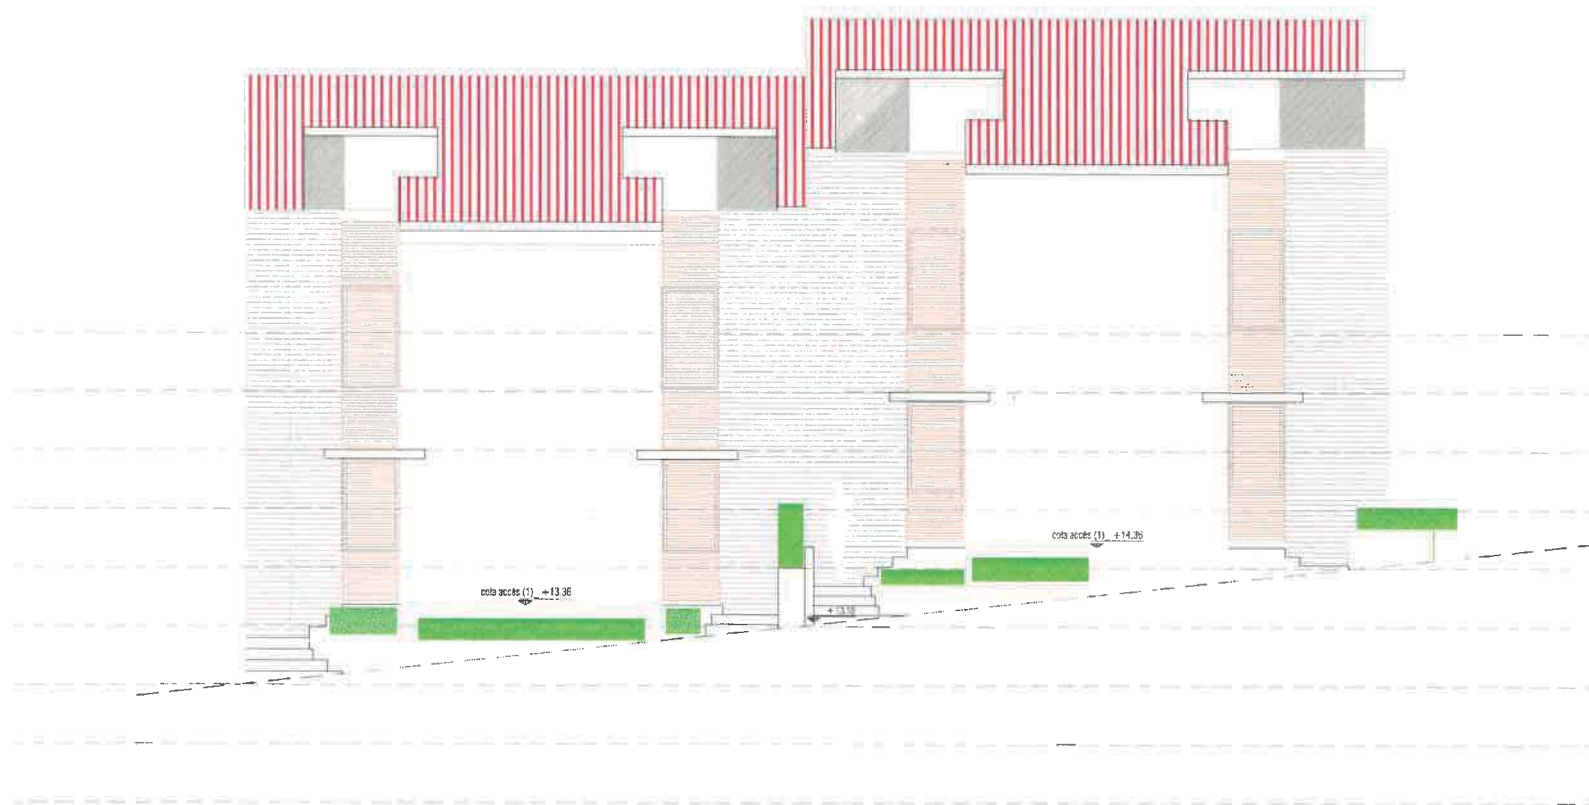 cota accés (1)_ +14.36
cota accés (1)_ +13.36